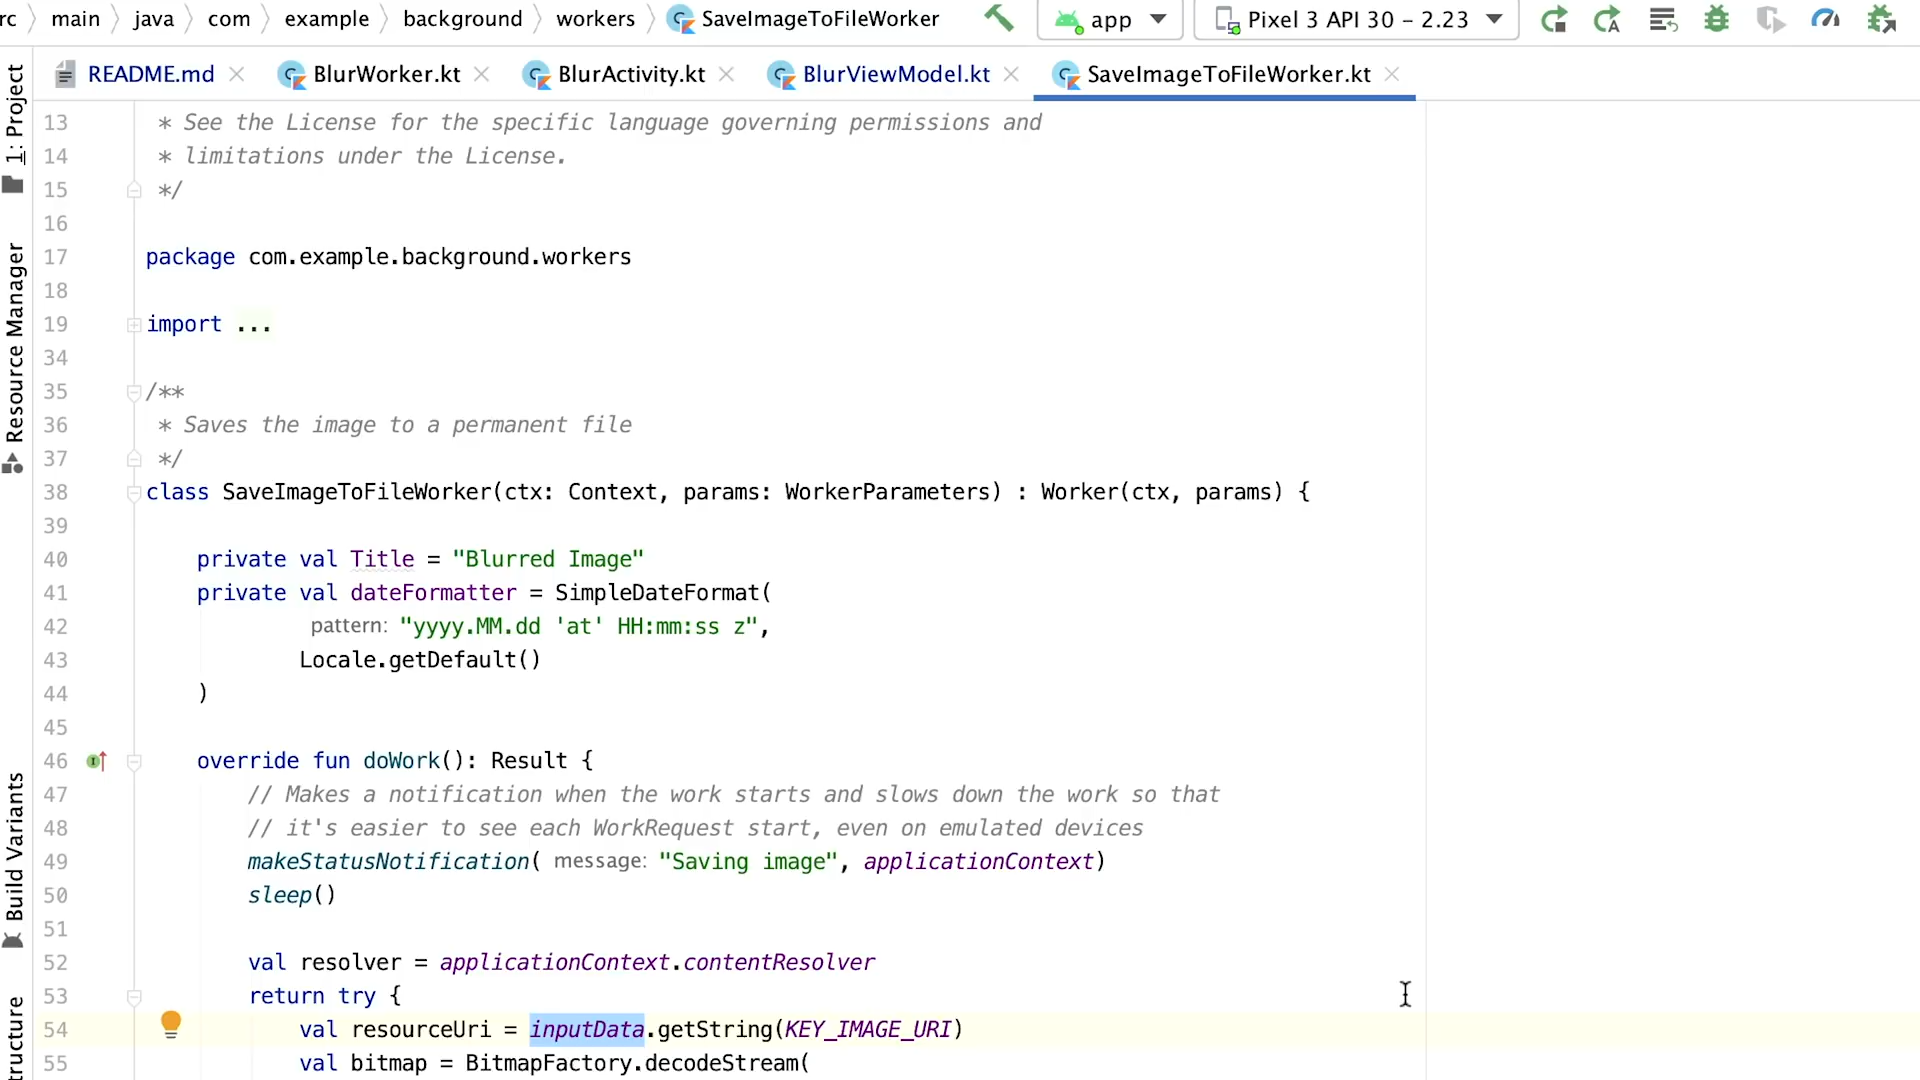 rc main java com example background workers SaveImageToFileWorker app Pixel 3 API 30 – 2.23
README.md BlurWorker.kt BlurActivity.kt BlurViewModel.kt SaveImageToFileWorker.kt
1: Project
Resource Manager
Build Variants
tructure
13 * See the License for the specific language governing permissions and
14 * limitations under the License.
15 */
16
17 package com.example.background.workers
18
19 import ...
34
35 /**
36 * Saves the image to a permanent file
37 */
38 class SaveImageToFileWorker(ctx: Context, params: WorkerParameters) : Worker(ctx, params) {
39
40 private val Title = "Blurred Image"
41 private val dateFormatter = SimpleDateFormat(
42 pattern: "yyyy.MM.dd 'at' HH:mm:ss z",
43 Locale.getDefault()
44 )
45
46 override fun doWork(): Result {
47 // Makes a notification when the work starts and slows down the work so that
48 // it's easier to see each WorkRequest start, even on emulated devices
49 makeStatusNotification( message: "Saving image", applicationContext)
50 sleep()
51
52 val resolver = applicationContext.contentResolver
53 return try {
54 val resourceUri = inputData.getString(KEY_IMAGE_URI)
55 val bitmap = BitmapFactory.decodeStream(